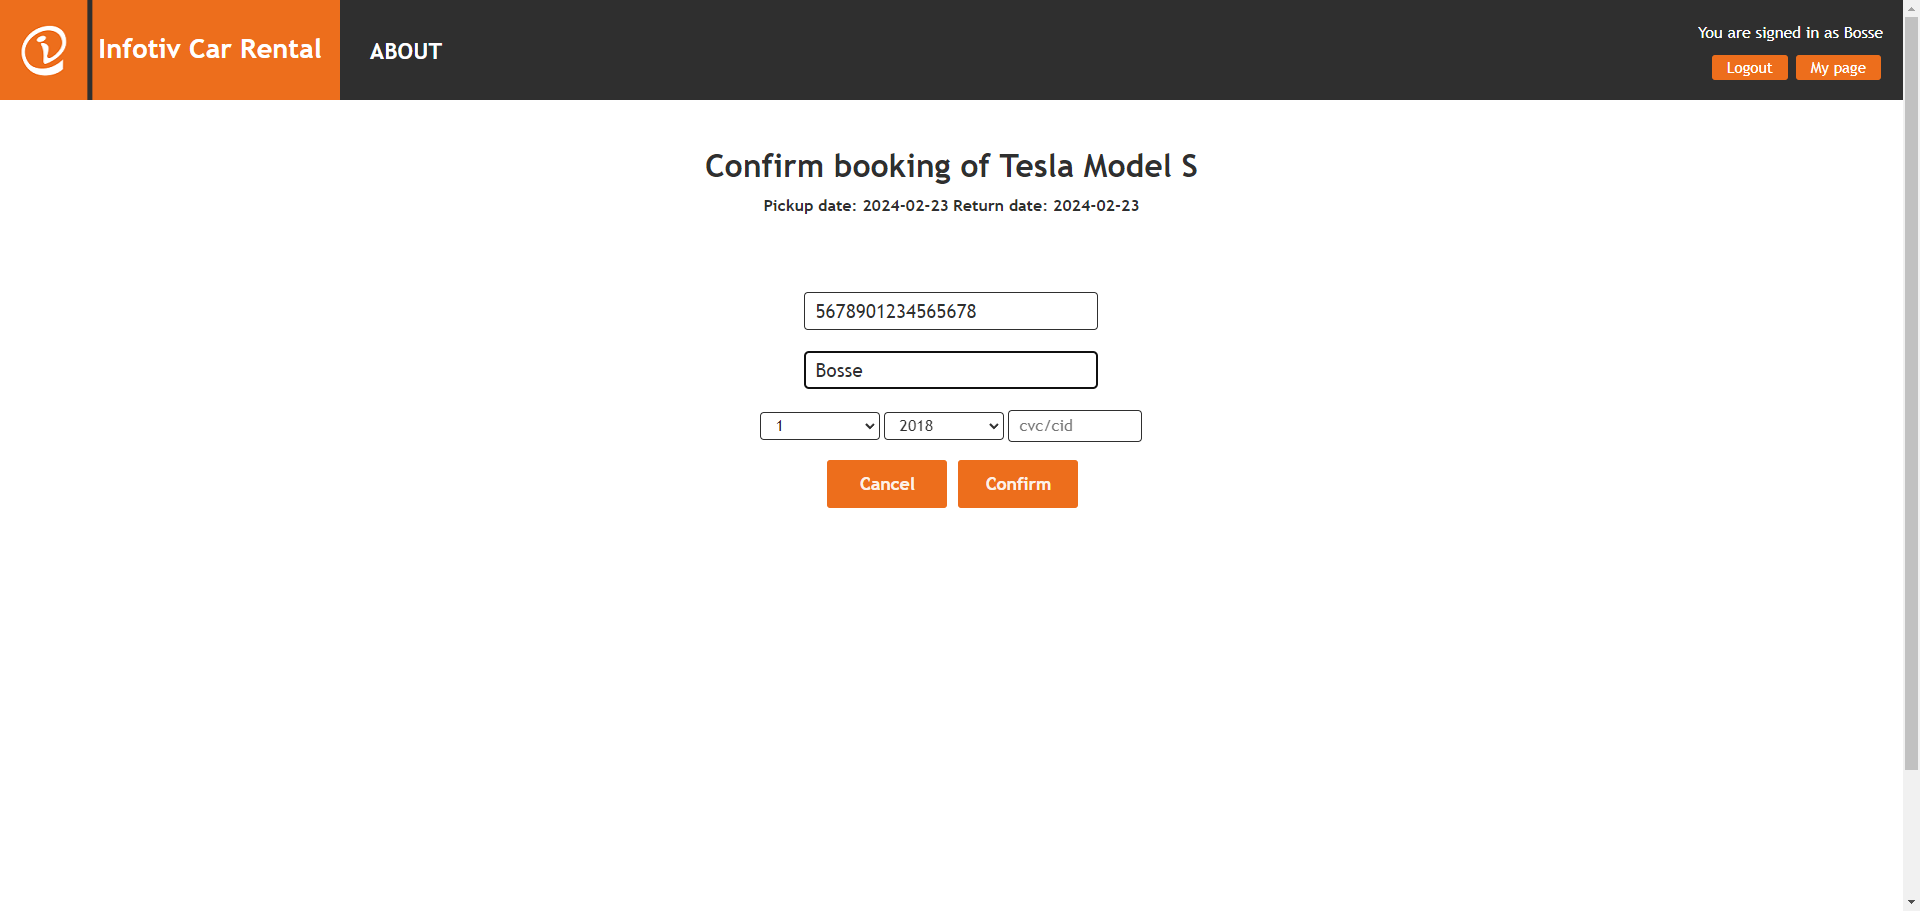 Infotiv Car Rental
ABOUT
You are signed in as Bosse
Logout My page
Confirm booking of Tesla Model S
Pickup date: 2024-02-23 Return date: 2024-02-23
5678901234565678
Bosse
1 2018 cvc/cid
Cancel Confirm